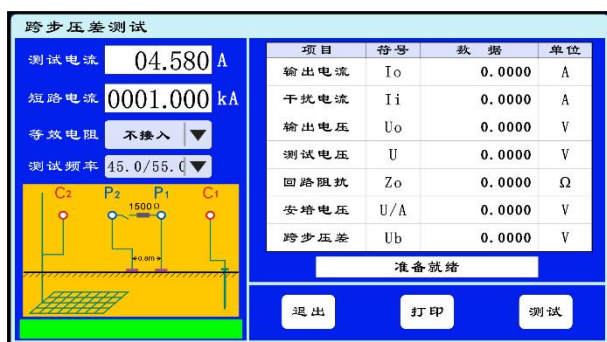 跨步压差测试
测试电流 04.580 A
短路电流 0001.000 kA
等效电阻 不接入
测试频率 45.0/55.0
C2 P2 P1 C1
1500Ω
0.8m
项目 符号 数 据 单位
输出电流 Io 0.0000 A
干扰电流 Ii 0.0000 A
输出电压 Uo 0.0000 V
测试电压 U 0.0000 V
回路阻抗 Zo 0.0000 Ω
安培电压 U/A 0.0000 V
跨步压差 Ub 0.0000 V
准备就绪
退出 打印 测试